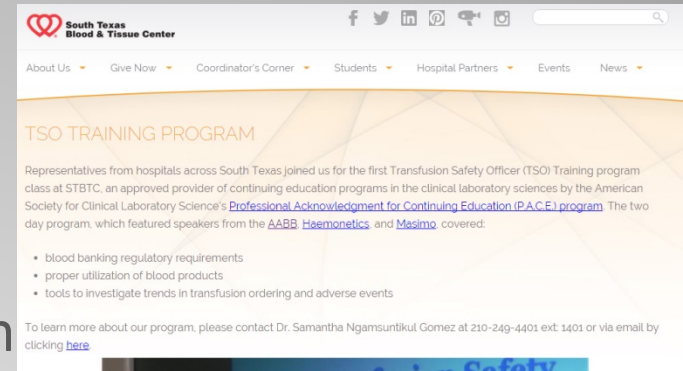 South Texas
Blood & Tissue Center
About Us
Give Now
Coordinator's Corner
Students
Hospital Partners
Events
News
TSO TRAINING PROGRAM
Representatives from hospitals across South Texas joined us for the first Transfusion Safety Officer (TSO) Training program
class at STBTC, an approved provider of continuing education programs in the clinical laboratory sciences by the American
Society for Clinical Laboratory Science's Professional Acknowledgment for Continuing Education (P.A.C.E.) program. The two
day program, which featured speakers from the AABB, Haemonetics, and Masimo, covered:
• blood banking regulatory requirements
• proper utilization of blood products
• tools to investigate trends in transfusion ordering and adverse events
To learn more about our program, please contact Dr. Samantha Ngamsuntikul Gomez at 210-249-4401 ext: 1401 or via email by
clicking here.
Safety